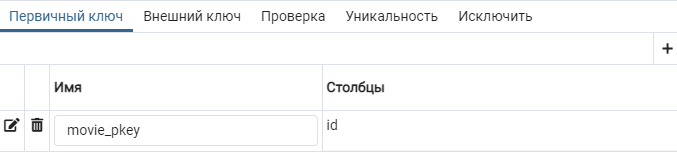 Первичный ключ Внешний ключ Проверка Уникальность Исключить
Имя Столбцы
movie_pkey id